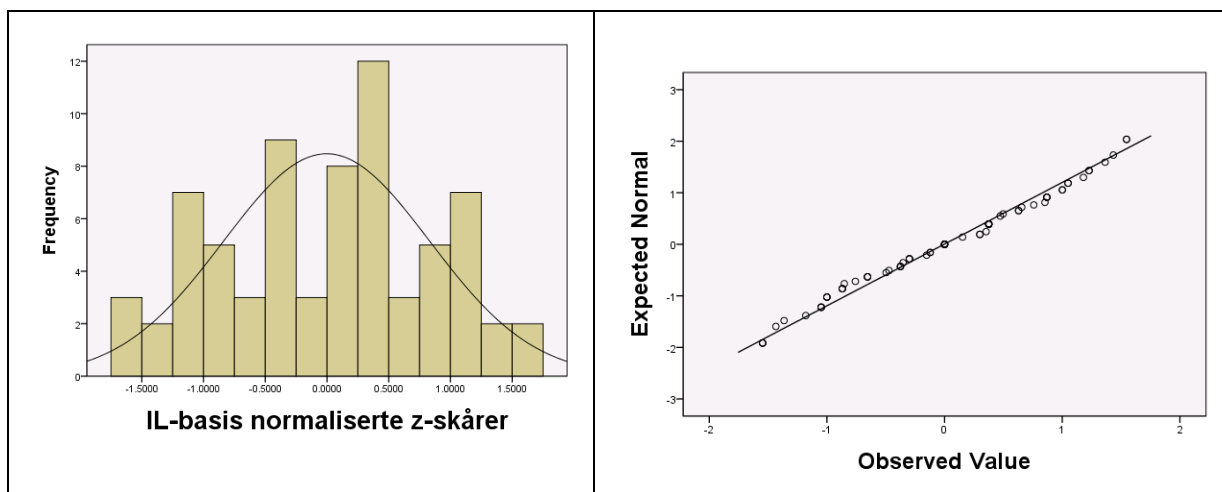 12
10
8
6
4
2
0
Frequency
-1.5000 -1.0000 -0.5000 0.0000 0.5000 1.0000 1.5000
IL-basis normaliserte z-skårer
3
2
1
0
-1
-2
-3
Expected Normal
-2 -1 0 1 2
Observed Value